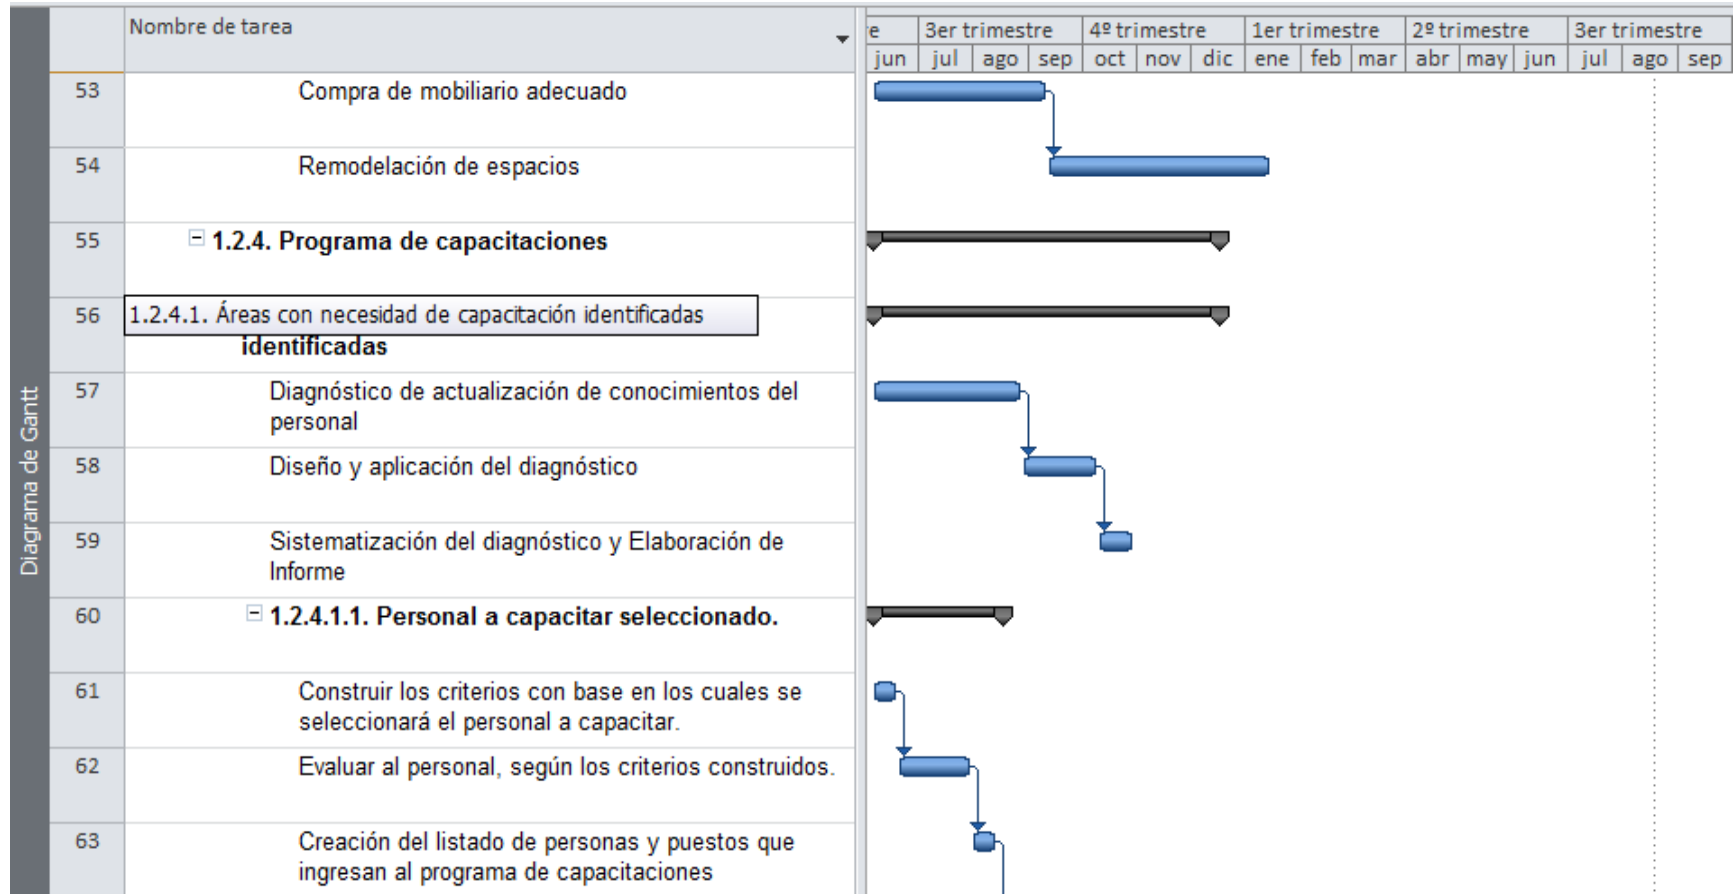 Nombre de tarea
e 3er trimestre 4º trimestre 1er trimestre 2º trimestre 3er trimestre
jun jul ago sep oct nov dic ene feb mar abr may jun jul ago sep
53 Compra de mobiliario adecuado
54 Remodelación de espacios
55 1.2.4. Programa de capacitaciones
56 1.2.4.1. Áreas con necesidad de capacitación identificadas
identificadas
57 Diagnóstico de actualización de conocimientos del
personal
58 Diseño y aplicación del diagnóstico
59 Sistematización del diagnóstico y Elaboración de
Informe
60 1.2.4.1.1. Personal a capacitar seleccionado.
61 Construir los criterios con base en los cuales se
seleccionará el personal a capacitar.
62 Evaluar al personal, según los criterios construidos.
63 Creación del listado de personas y puestos que
ingresan al programa de capacitaciones
Diagrama de Gantt